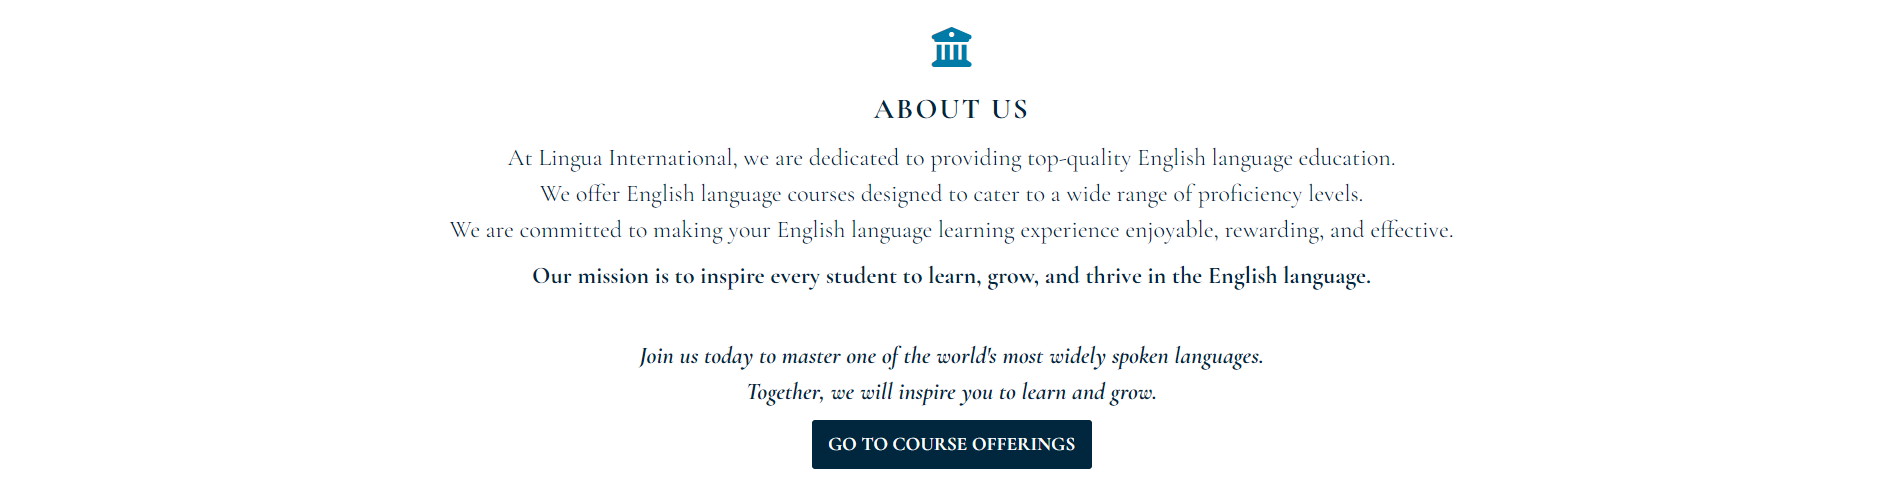 ABOUT US
At Lingua International, we are dedicated to providing top-quality English language education.
We offer English language courses designed to cater to a wide range of proficiency levels.
We are committed to making your English language learning experience enjoyable, rewarding, and effective.
Our mission is to inspire every student to learn, grow, and thrive in the English language.
Join us today to master one of the world's most widely spoken languages.
Together, we will inspire you to learn and grow.
GO TO COURSE OFFERINGS